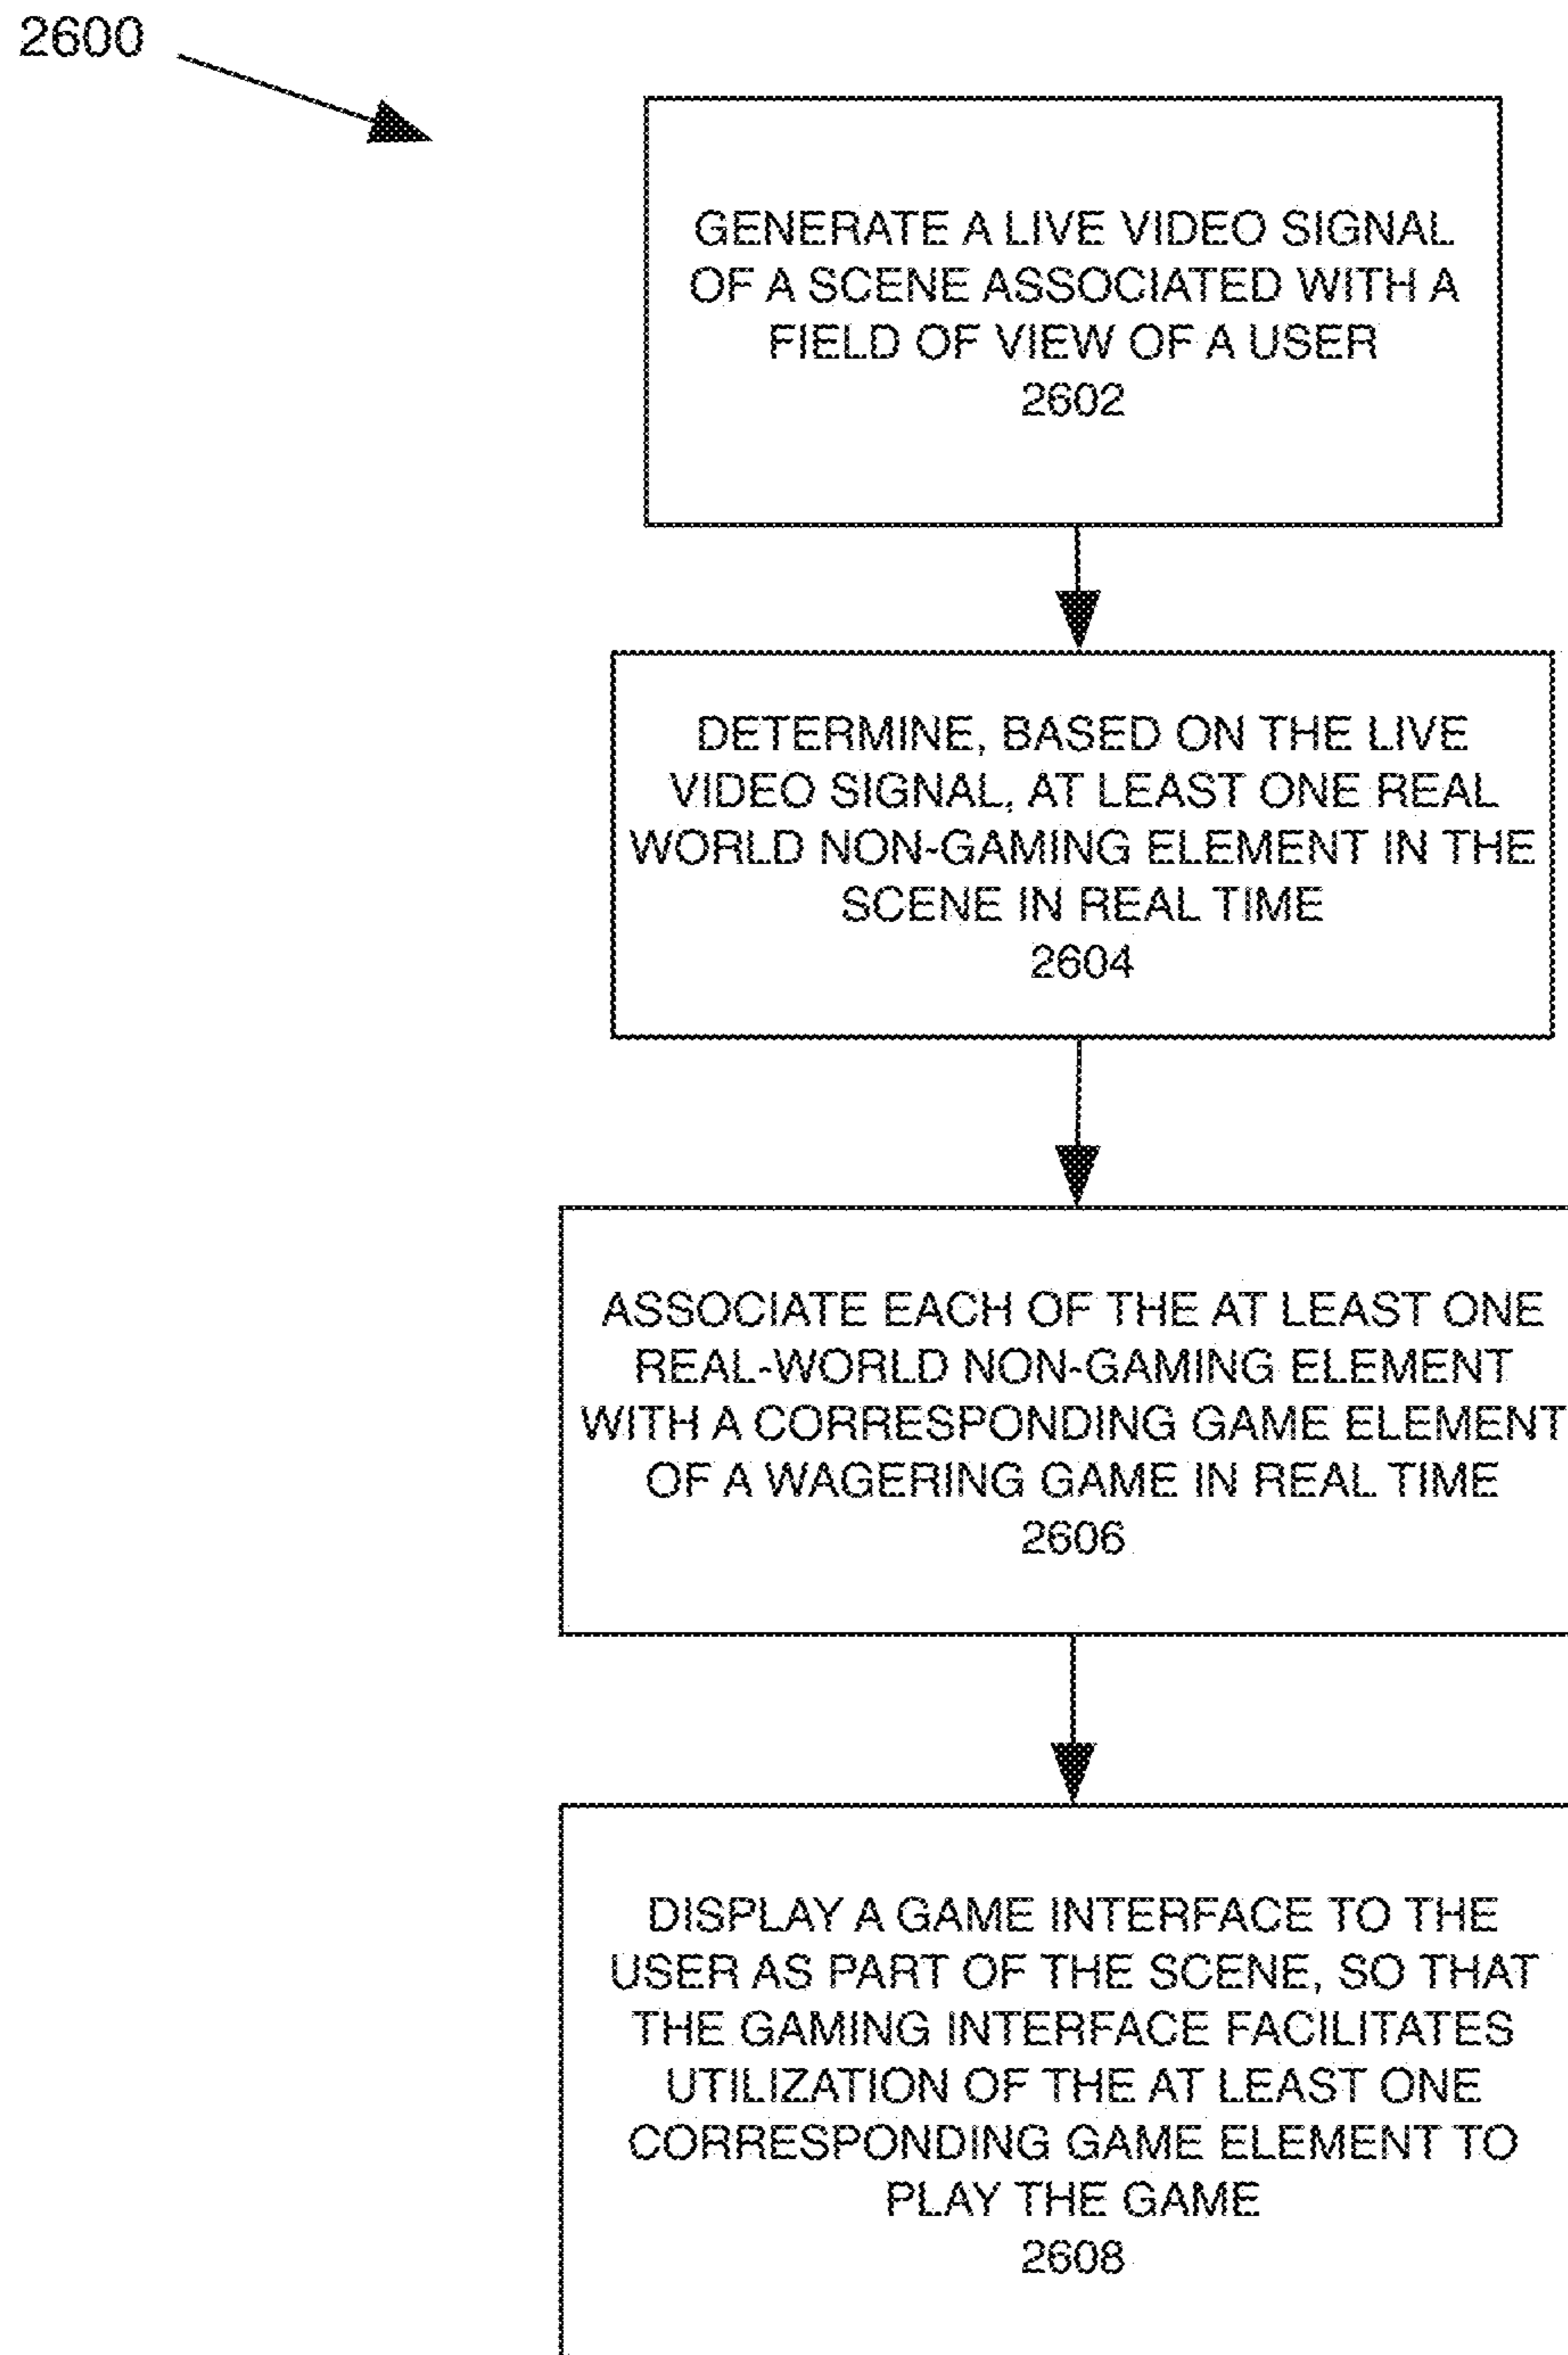 2600
GENERATE A LIVE VIDEO SIGNAL
OF A SCENE ASSOCIATED WITH A
FIELD OF VIEW OF A USER
2602
DETERMINE, BASED ON THE LIVE
VIDEO SIGNAL, AT LEAST ONE REAL
WORLD NON-GAMING ELEMENT IN THE
SCENE IN REAL TIME
2604
ASSOCIATE EACH OF THE AT LEAST ONE
REAL-WORLD NON-GAMING ELEMENT
WITH A CORRESPONDING GAME ELEMENT
OF A WAGERING GAME IN REAL TIME
2606
DISPLAY A GAME INTERFACE TO THE
USER AS PART OF THE SCENE, SO THAT
THE GAMING INTERFACE FACILITATES
UTILIZATION OF THE AT LEAST ONE
CORRESPONDING GAME ELEMENT TO
PLAY THE GAME
2608